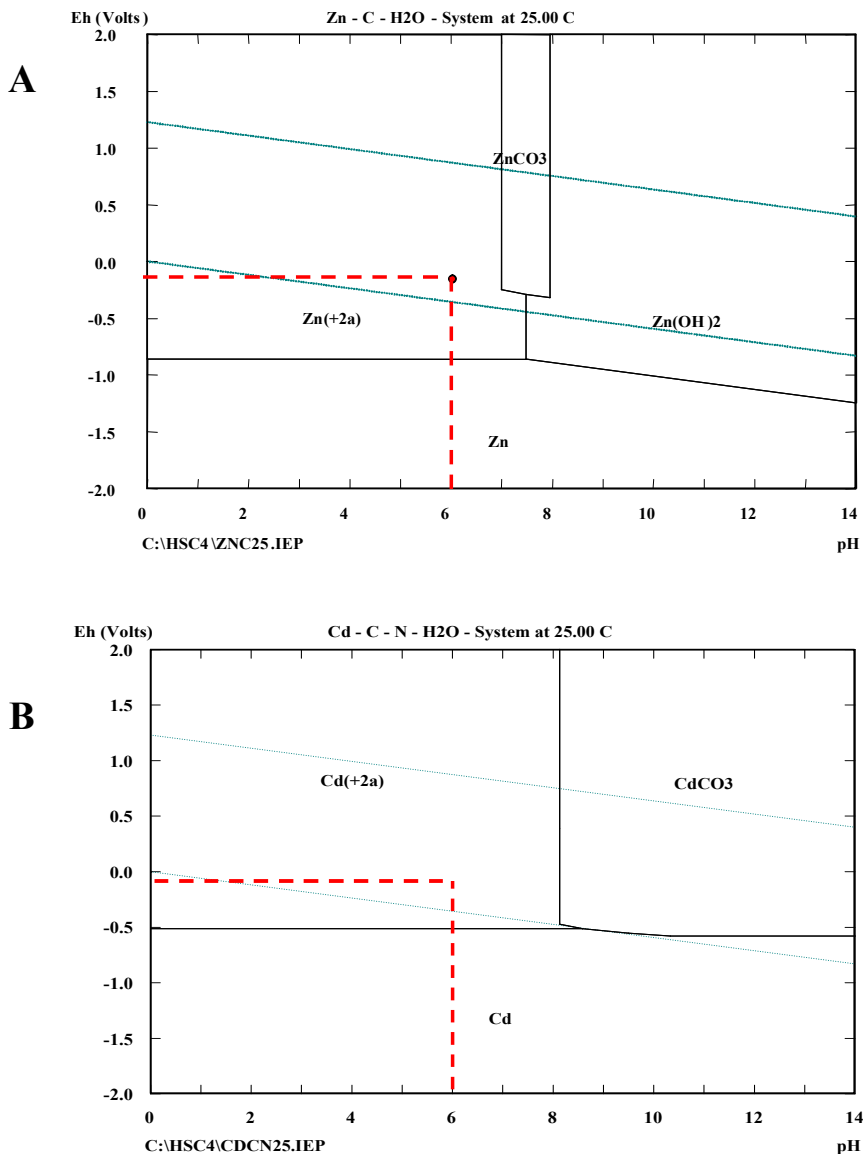 Eh (Volts) Zn - C - H2O - System at 25.00 C
A
2.0
1.5
1.0
0.5
0.0
-0.5
-1.0
-1.5
-2.0
ZnCO3
Zn(+2a)
Zn(OH)2
Zn
0 2 4 6 8 10 12 14
C:\HSC4\ZNC25.IEP pH
Eh (Volts) Cd - C - N - H2O - System at 25.00 C
B
2.0
1.5
1.0
0.5
0.0
-0.5
-1.0
-1.5
-2.0
Cd(+2a) CdCO3
Cd
0 2 4 6 8 10 12 14
C:\HSC4\CDCN25.IEP pH